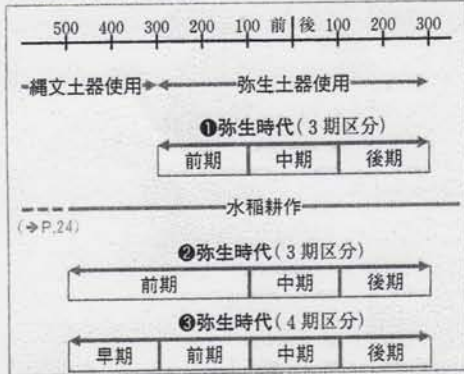 500 400 300 200 100 前 後 100 200 300
縄文土器使用 弥生土器使用
❶弥生時代(3期区分)
前期 中期 後期
水稲耕作
(→P.24)
❷弥生時代(3期区分)
前期 中期 後期
❸弥生時代(4期区分)
早期 前期 中期 後期